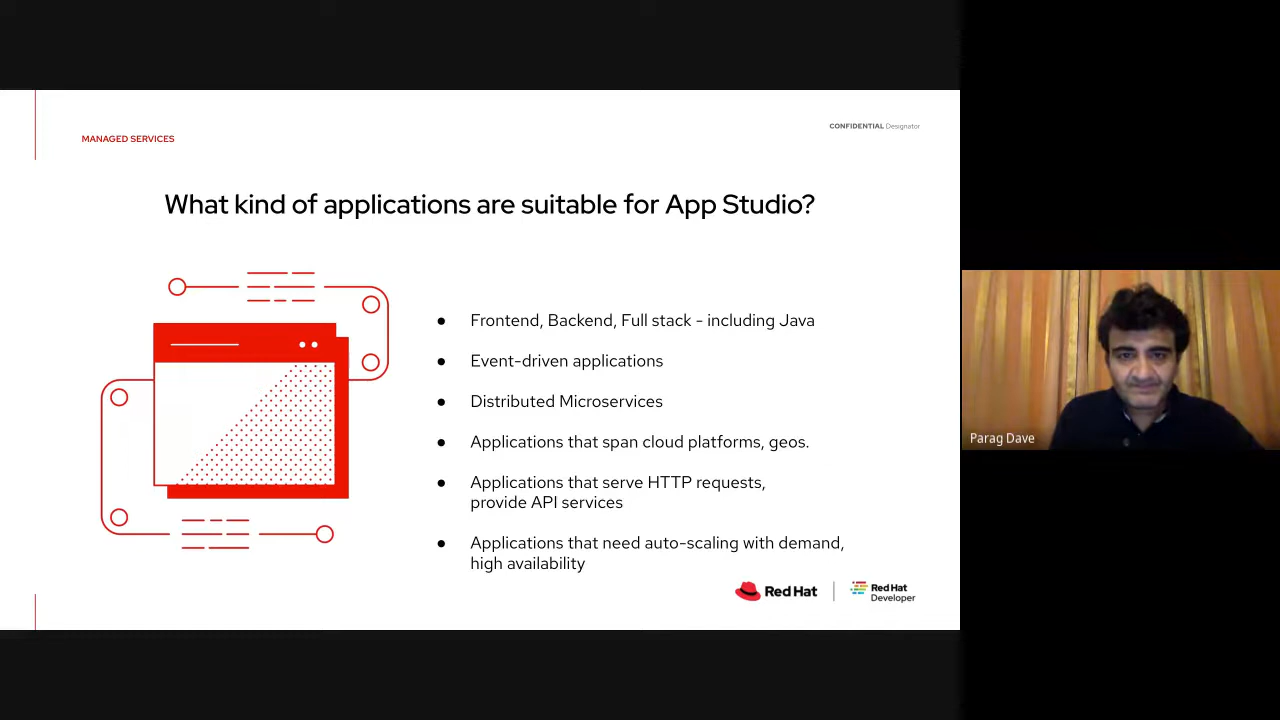 CONFIDENTIAL Designator
MANAGED SERVICES
What kind of applications are suitable for App Studio?
● Frontend, Backend, Full stack - including Java
● Event-driven applications
● Distributed Microservices
● Applications that span cloud platforms, geos.
● Applications that serve HTTP requests,
provide API services
● Applications that need auto-scaling with demand,
high availability
Red Hat
Red Hat
Developer
Parag Dave